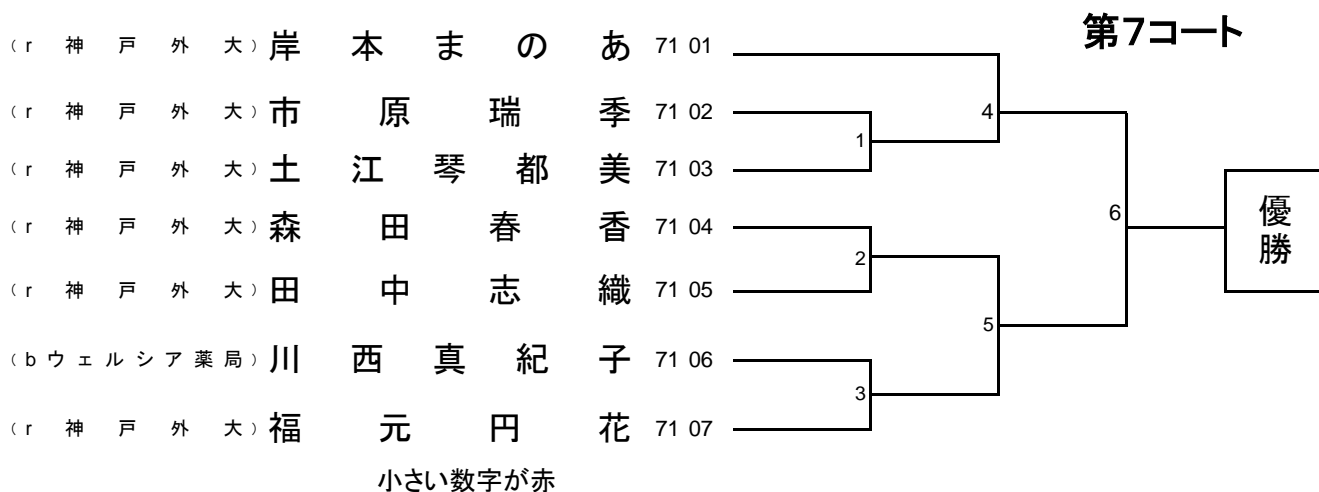 第7コート
(r 神戸外大) 岸本まのあ 71 01
(r 神戸外大) 市原瑞季 71 02
(r 神戸外大) 土江琴都美 71 03
(r 神戸外大) 森田春香 71 04
(r 神戸外大) 田中志織 71 05
(bウェルシア薬局) 川西真紀子 71 06
(r 神戸外大) 福元円花 71 07
4
1
6
2
5
3
優勝
小さい数字が赤